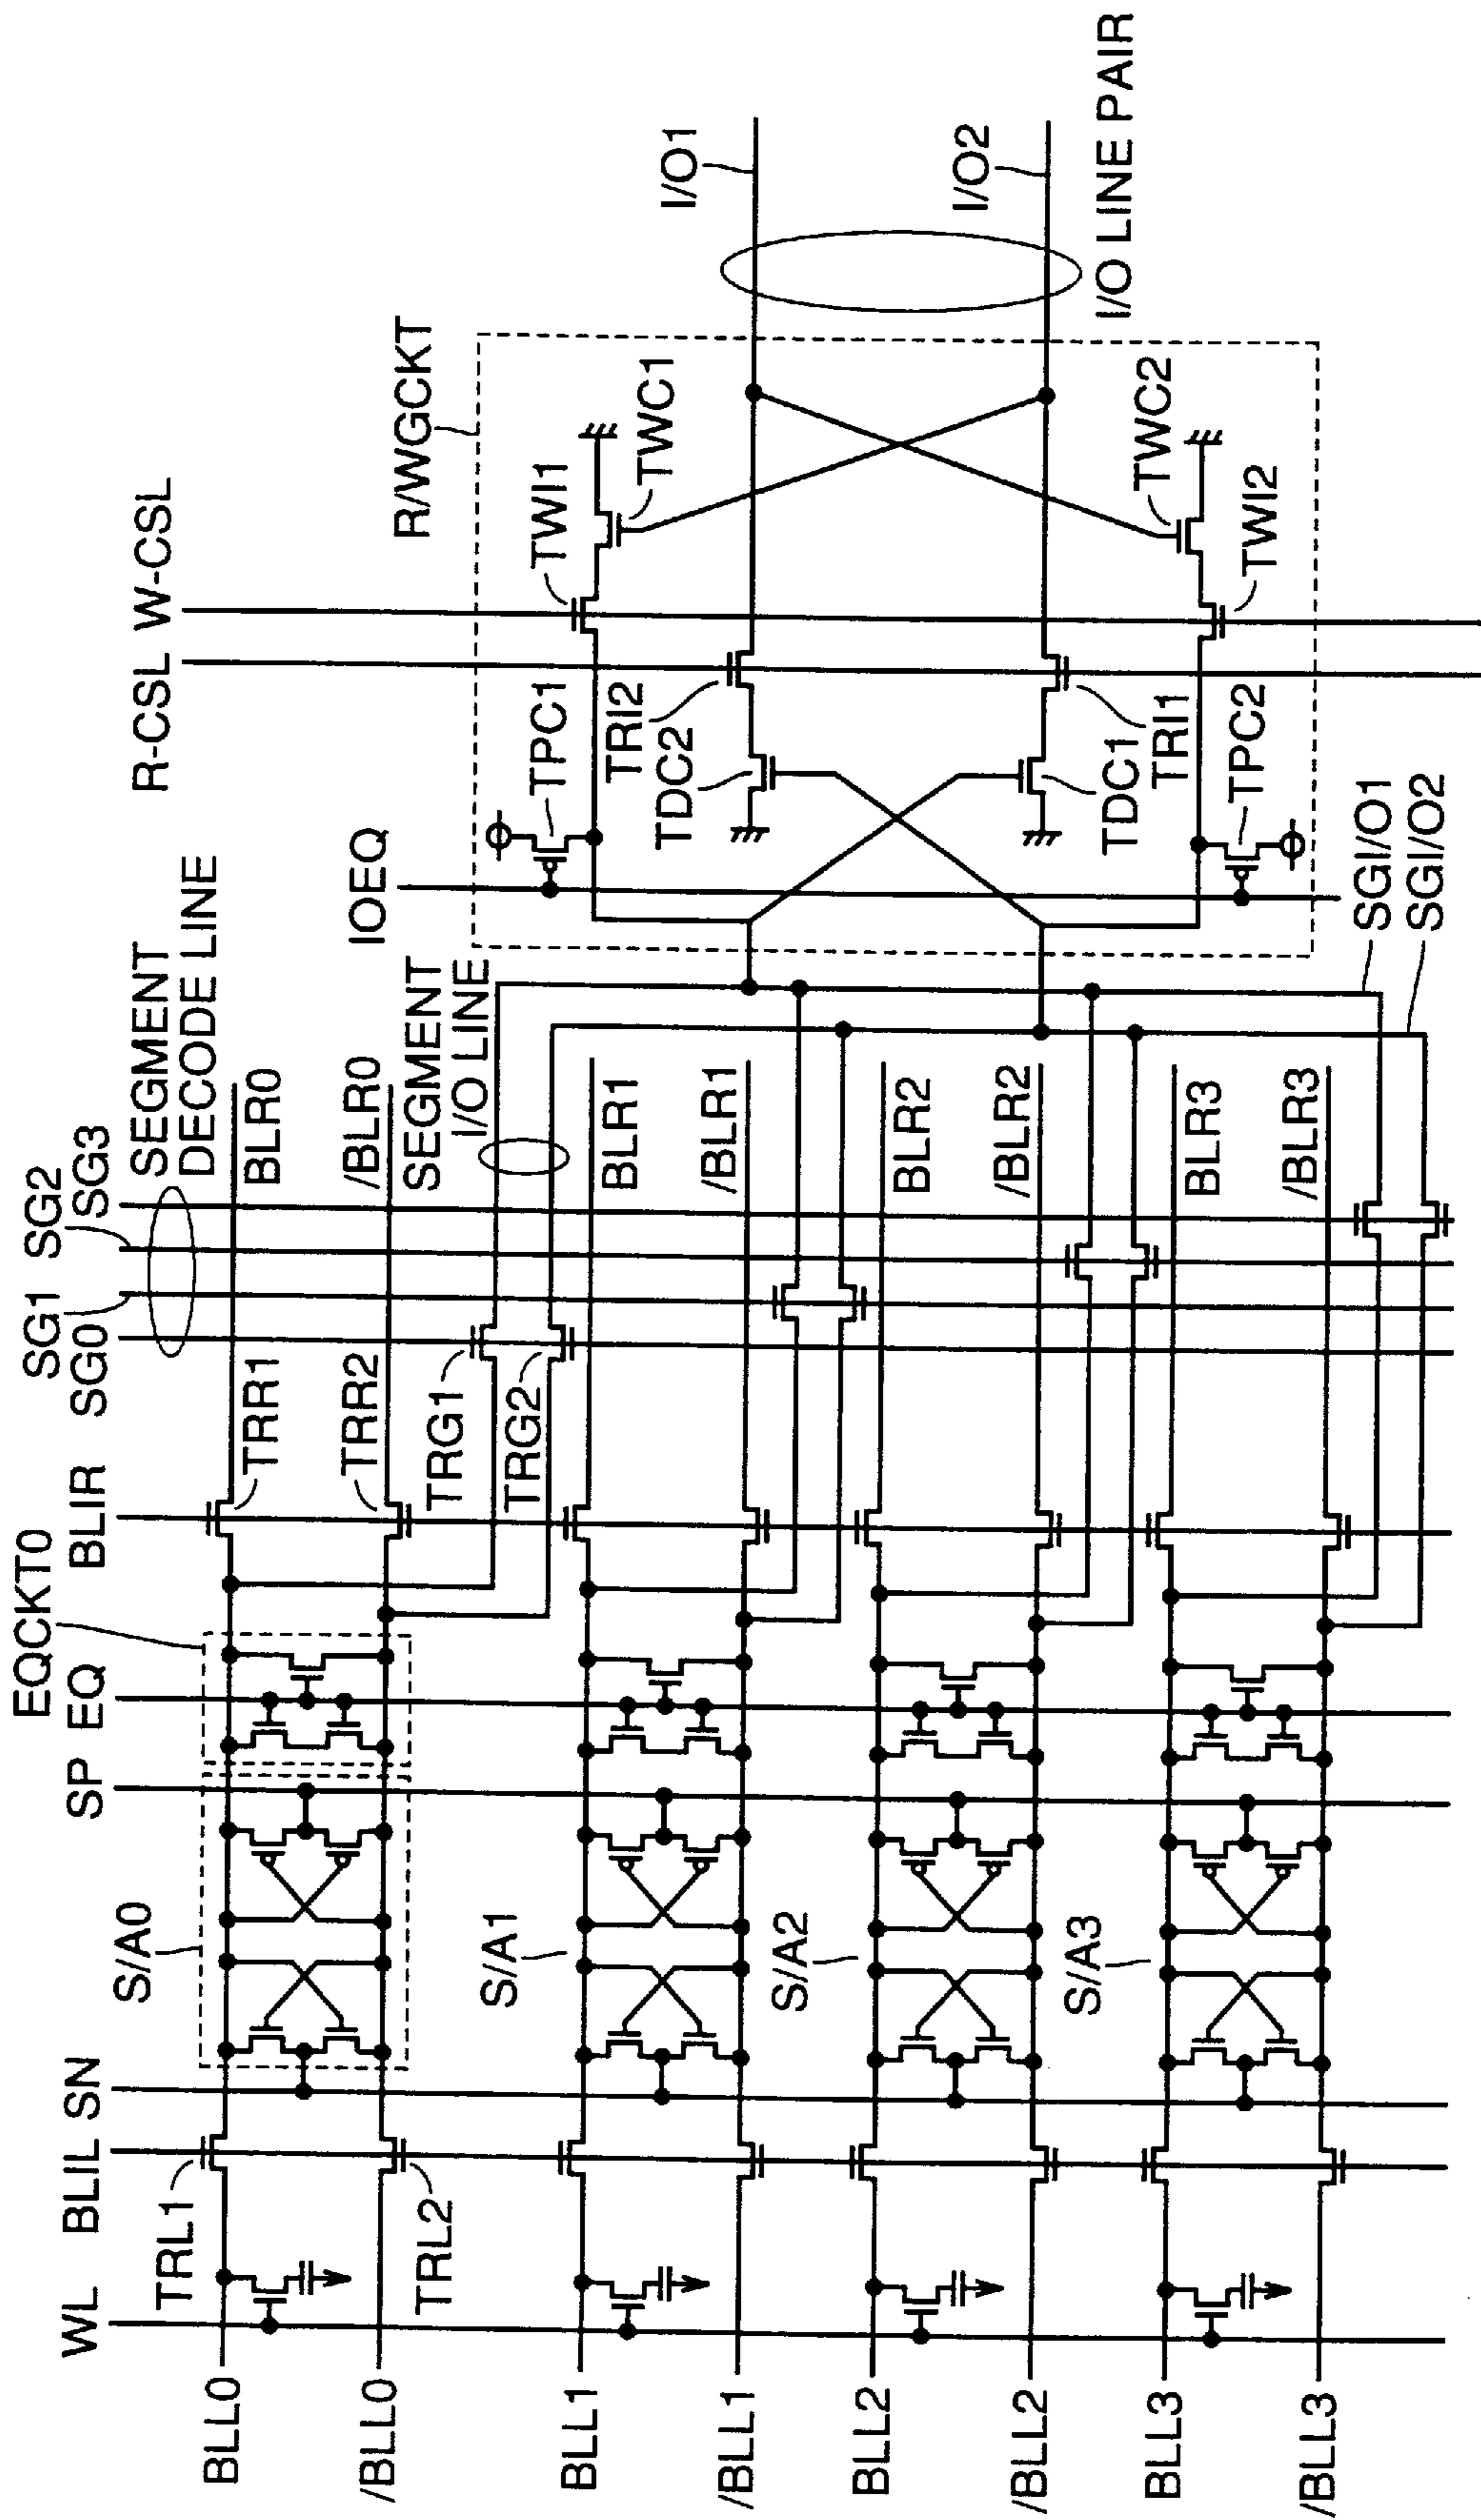 WL
BLIL
SN
SP
EQ
EQCKT0
BLIR
SG0
SG1
SG2
SG3
SEGMENT
DECODE LINE
IOEQ
R-CSL
W-CSL
R/WGCKT
S/A0
TRL1
TRL2
TRR1
TRR2
BLL0
/BLL0
BLR0
/BLR0
SEGMENT
I/O LINE
TRG1
TRG2
S/A1
BLL1
/BLL1
BLR1
/BLR1
S/A2
BLL2
/BLL2
BLR2
/BLR2
S/A3
BLL3
/BLL3
BLR3
/BLR3
TPC1
TWI1
TWC1
TRI2
TDC2
I/O1
I/O2
I/O LINE PAIR
TDC1
TRI1
TWC2
TWI2
TPC2
SGI/O1
SGI/O2